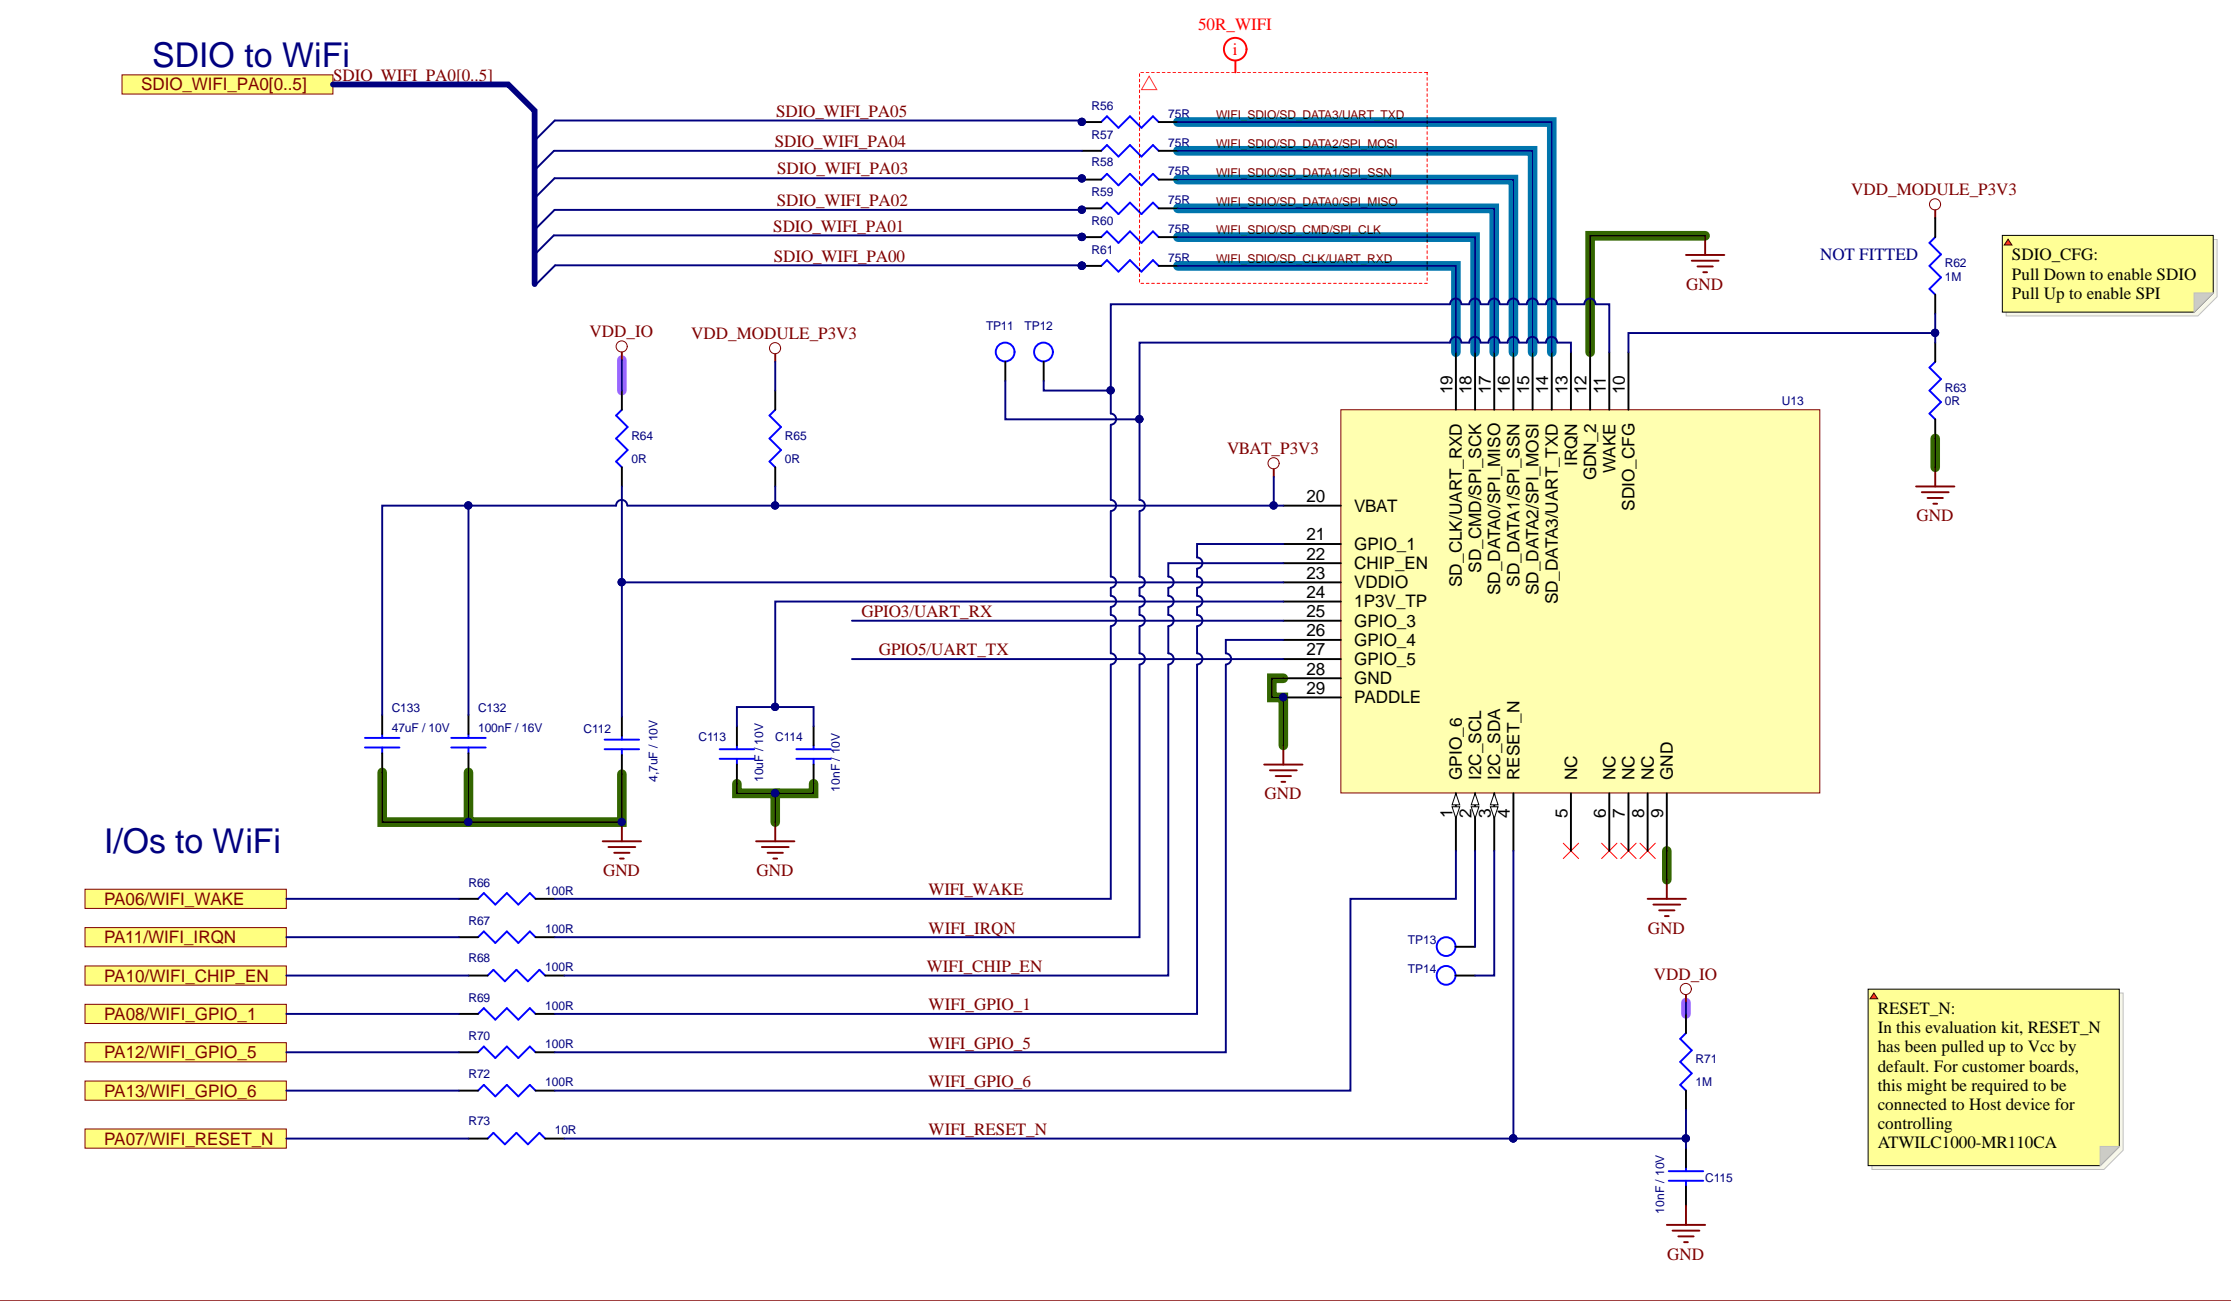 50R_WIFI
i
SDIO to WiFi
SDIO_WIFI_PA0[0..5]
SDIO_WIFI_PA0[0..5]
SDIO_WIFI_PA05
R56
75R
WIFI_SDIO/SD_DATA3/UART_TXD
SDIO_WIFI_PA04
R57
75R
WIFI_SDIO/SD_DATA2/SPI_MOSI
SDIO_WIFI_PA03
R58
75R
WIFI_SDIO/SD_DATA1/SPI_SSN
SDIO_WIFI_PA02
R59
75R
WIFI_SDIO/SD_DATA0/SPI_MISO
SDIO_WIFI_PA01
R60
75R
WIFI_SDIO/SD_CMD/SPI_CLK
SDIO_WIFI_PA00
R61
75R
WIFI_SDIO/SD_CLK/UART_RXD
GND
VDD_MODULE_P3V3
NOT FITTED
R62
1M
R63
0R
GND
SDIO_CFG:
Pull Down to enable SDIO
Pull Up to enable SPI
VDD_IO
R64
0R
VDD_MODULE_P3V3
R65
0R
TP11
TP12
VBAT_P3V3
U13
19
18
17
16
15
14
13
12
11
10
SD_CLK/UART_RXD
SD_CMD/SPI_SCK
SD_DATA0/SPI_MISO
SD_DATA1/SPI_SSN
SD_DATA2/SPI_MOSI
SD_DATA3/UART_TXD
IRQN
GDN_2
WAKE
SDIO_CFG
20 VBAT
21 GPIO_1
22 CHIP_EN
23 VDDIO
24 1P3V_TP
GPIO3/UART_RX
25 GPIO_3
26 GPIO_4
GPIO5/UART_TX
27 GPIO_5
28 GND
29 PADDLE
GND
GPIO_6
I2C_SCL
I2C_SDA
RESET_N
NC
NC
NC
NC
GND
1
2
3
4
5
6
7
8
9
GND
C133
47uF / 10V
C132
100nF / 16V
C112
4,7uF / 10V
GND
C113
10uF / 10V
C114
10nF / 10V
GND
I/Os to WiFi
PA06/WIFI_WAKE
R66
100R
WIFI_WAKE
PA11/WIFI_IRQN
R67
100R
WIFI_IRQN
PA10/WIFI_CHIP_EN
R68
100R
WIFI_CHIP_EN
PA08/WIFI_GPIO_1
R69
100R
WIFI_GPIO_1
PA12/WIFI_GPIO_5
R70
100R
WIFI_GPIO_5
PA13/WIFI_GPIO_6
R72
100R
WIFI_GPIO_6
PA07/WIFI_RESET_N
R73
10R
WIFI_RESET_N
TP13
TP14
VDD_IO
R71
1M
10nF / 10V
C115
GND
RESET_N:
In this evaluation kit, RESET_N
has been pulled up to Vcc by
default. For customer boards,
this might be required to be
connected to Host device for
controlling
ATWILC1000-MR110CA